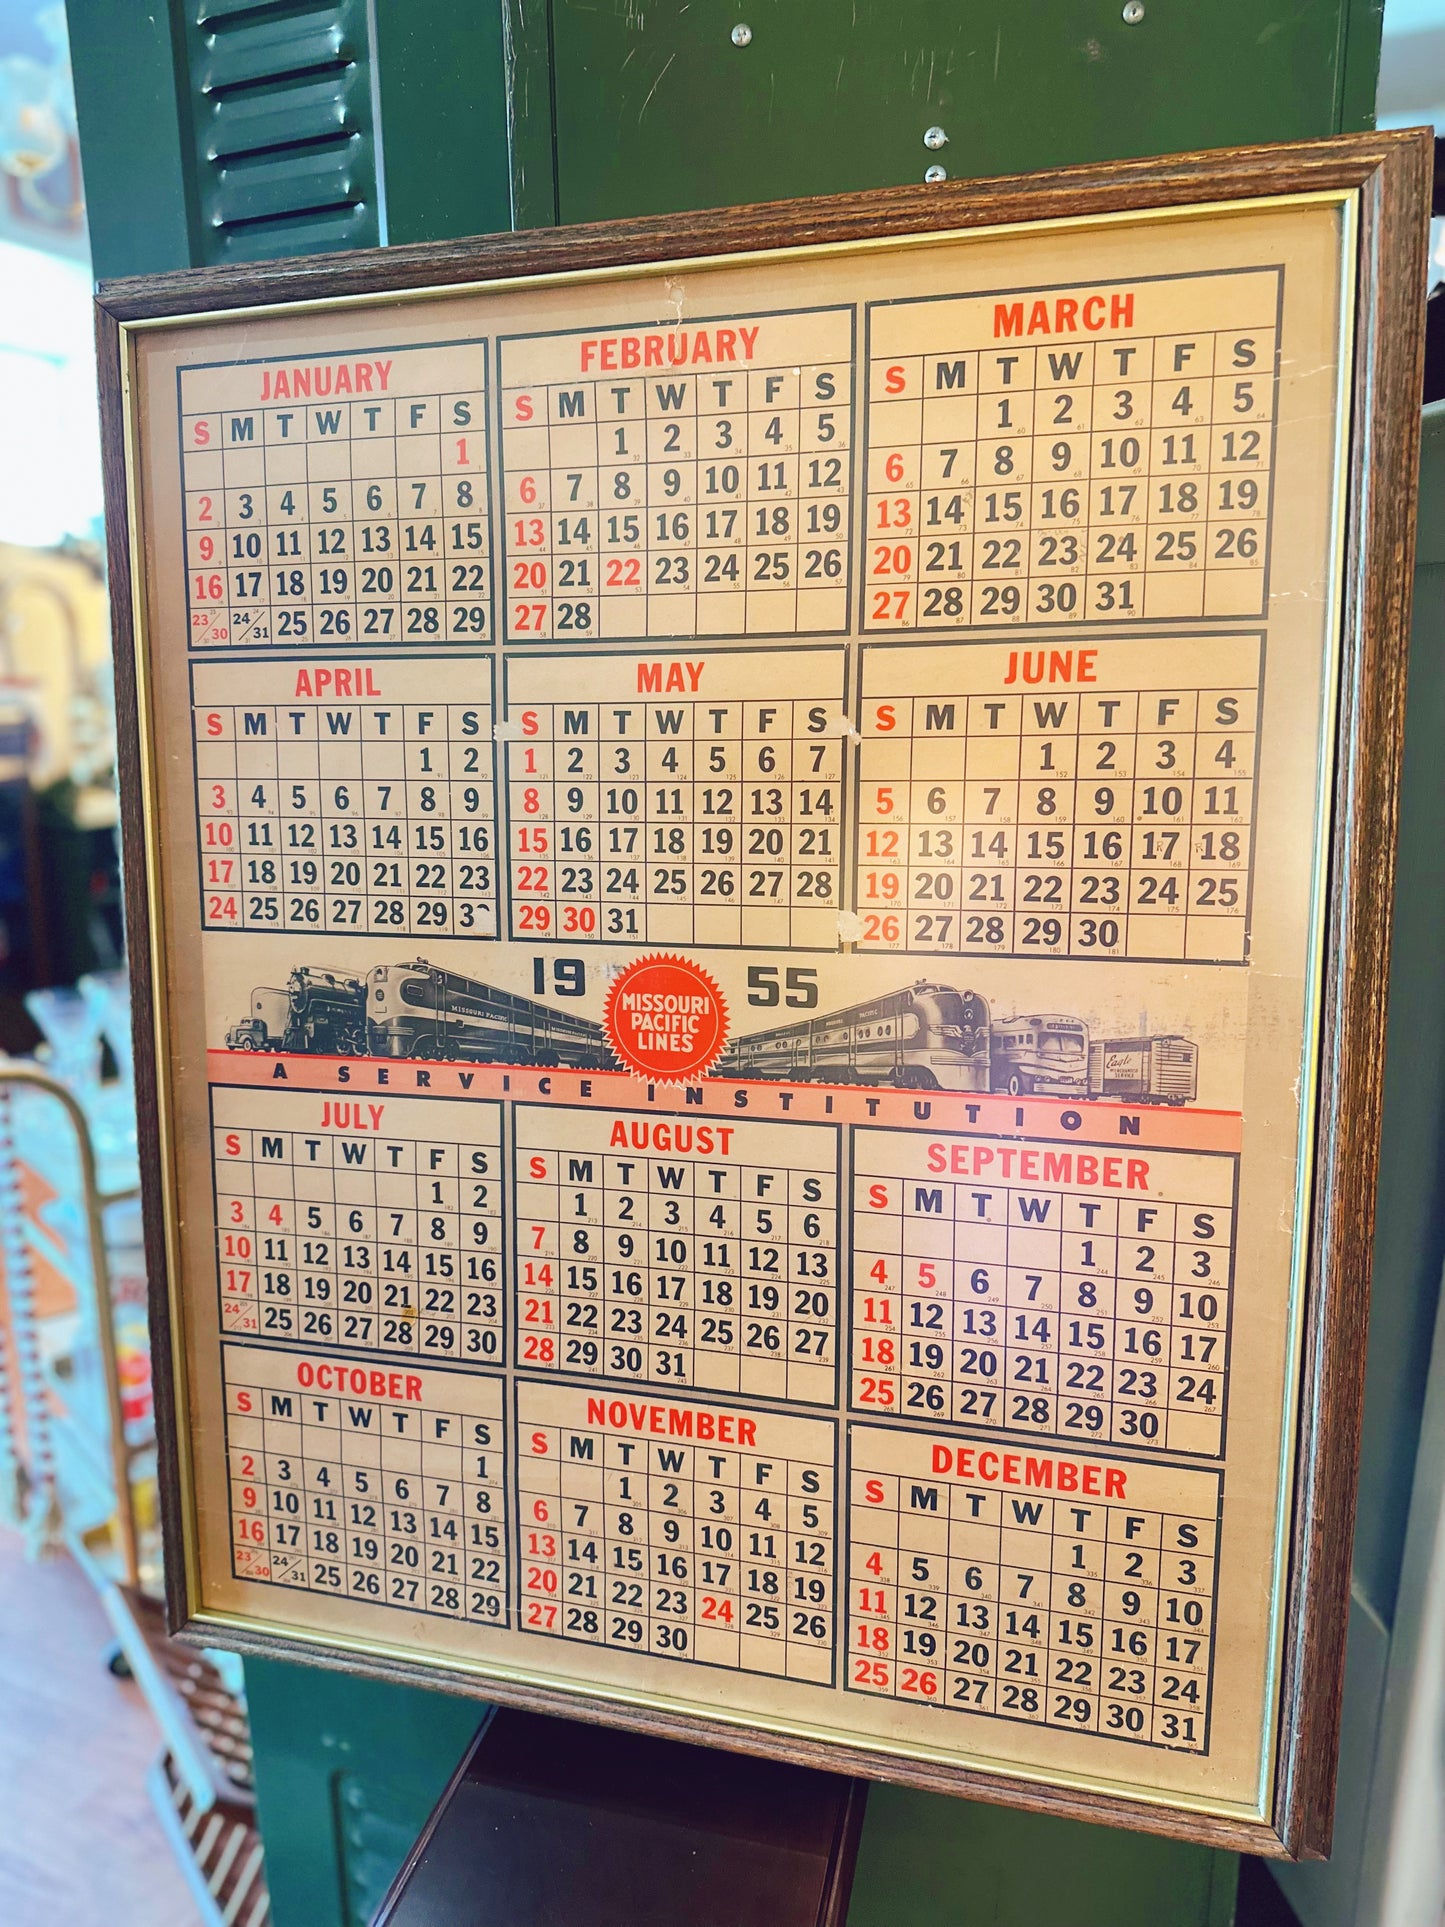 JANUARY
S M T W T F S
1
2 3 4 5 6 7 8
9 10 11 12 13 14 15
16 17 18 19 20 21 22
23/30 24/31 25 26 27 28 29
FEBRUARY
S M T W T F S
1 2 3 4 5
6 7 8 9 10 11 12
13 14 15 16 17 18 19
20 21 22 23 24 25 26
27 28
MARCH
S M T W T F S
1 2 3 4 5
6 7 8 9 10 11 12
13 14 15 16 17 18 19
20 21 22 23 24 25 26
27 28 29 30 31
APRIL
S M T W T F S
1 2
3 4 5 6 7 8 9
10 11 12 13 14 15 16
17 18 19 20 21 22 23
24 25 26 27 28 29 30
MAY
S M T W T F S
1 2 3 4 5 6 7
8 9 10 11 12 13 14
15 16 17 18 19 20 21
22 23 24 25 26 27 28
29 30 31
JUNE
S M T W T F S
1 2 3 4
5 6 7 8 9 10 11
12 13 14 15 16 17 18
19 20 21 22 23 24 25
26 27 28 29 30
19 55
MISSOURI
PACIFIC
LINES
MISSOURI PACIFIC
Eagle
MERCHANDISE
SERVICE
A SERVICE INSTITUTION
JULY
S M T W T F S
1 2
3 4 5 6 7 8 9
10 11 12 13 14 15 16
17 18 19 20 21 22 23
24/31 25 26 27 28 29 30
AUGUST
S M T W T F S
1 2 3 4 5 6
7 8 9 10 11 12 13
14 15 16 17 18 19 20
21 22 23 24 25 26 27
28 29 30 31
SEPTEMBER
S M T W T F S
1 2 3
4 5 6 7 8 9 10
11 12 13 14 15 16 17
18 19 20 21 22 23 24
25 26 27 28 29 30
OCTOBER
S M T W T F S
1
2 3 4 5 6 7 8
9 10 11 12 13 14 15
16 17 18 19 20 21 22
23/30 24/31 25 26 27 28 29
NOVEMBER
S M T W T F S
1 2 3 4 5
6 7 8 9 10 11 12
13 14 15 16 17 18 19
20 21 22 23 24 25 26
27 28 29 30
DECEMBER
S M T W T F S
1 2 3
4 5 6 7 8 9 10
11 12 13 14 15 16 17
18 19 20 21 22 23 24
25 26 27 28 29 30 31